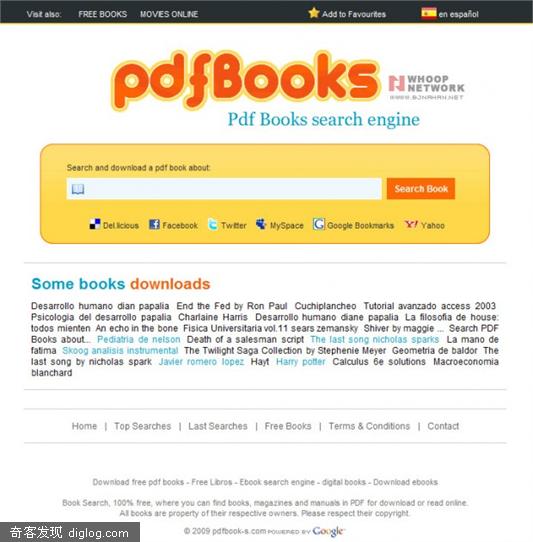 Visit also: FREE BOOKS MOVIES ONLINE Add to Favourites en español
pdfBooks
WHOOP
NETWORK
WWW.BJWAHAN.NET
Pdf Books search engine
Search and download a pdf book about:
Search Book
Del.licious Facebook Twitter MySpace Google Bookmarks Yahoo
Some books downloads
Desarrollo humano dian papalia End the Fed by Ron Paul Cuchiplancheo Tutorial avanzado access 2003
Psicologia del desarrollo papalia Charlaine Harris Desarrollo humano diane papalia La filosofia de house:
todos mienten An echo in the bone Fisica Universitaria vol.11 sears zemansky Shiver by maggie ... Search PDF
Books about... Pediatria de nelson Death of a salesman script The last song nicholas sparks La mano de
fatima Skoog analisis instrumental The Twilight Saga Collection by Stephenie Meyer Geometria de baldor The
last song by nicholas spark Javier romero lopez Hayt Harry potter Calculus 6e solutions Macroeconomia
blanchard
Home | Top Searches | Last Searches | Free Books | Terms & Conditions | Contact
Download free pdf books - Free Libros - Ebook search engine - digital books - Download ebooks
Book Search, 100% free, where you can find books, magazines and manuals in PDF for download or read online.
All books are property of their respective owners. Please respect their copyright.
© 2009 pdfbook-s.com POWERED BY Google
奇客发现 diglog.com